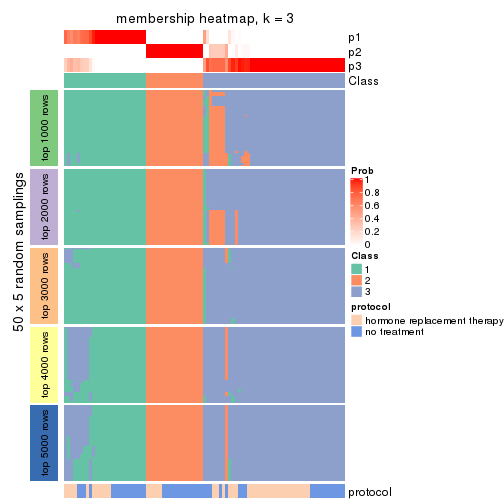 membership heatmap, k = 3
p1
p2
p3
Class
50 x 5 random samplings
top 1000 rows
top 2000 rows
top 3000 rows
top 4000 rows
top 5000 rows
Prob
1
0.8
0.6
0.4
0.2
0
Class
1
2
3
protocol
hormone replacement therapy
no treatment
protocol